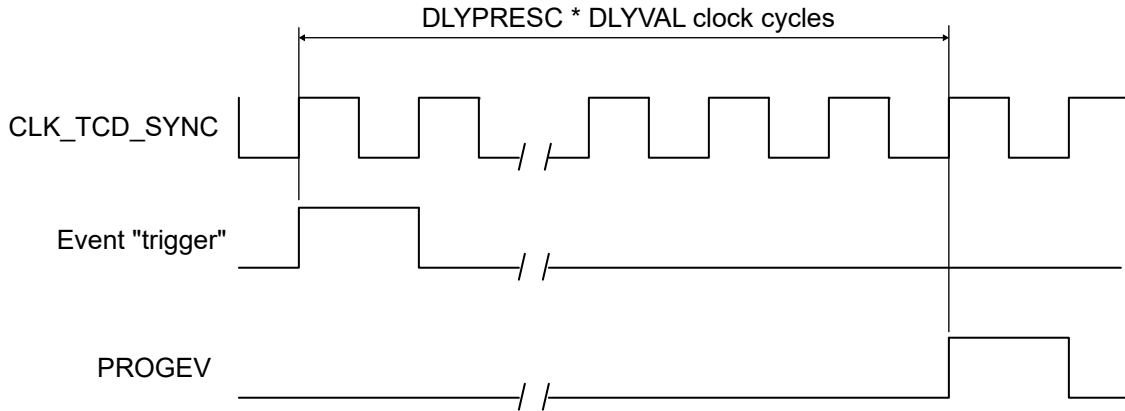 DLYPRESC * DLYVAL clock cycles
CLK_TCD_SYNC
Event "trigger"
PROGEV